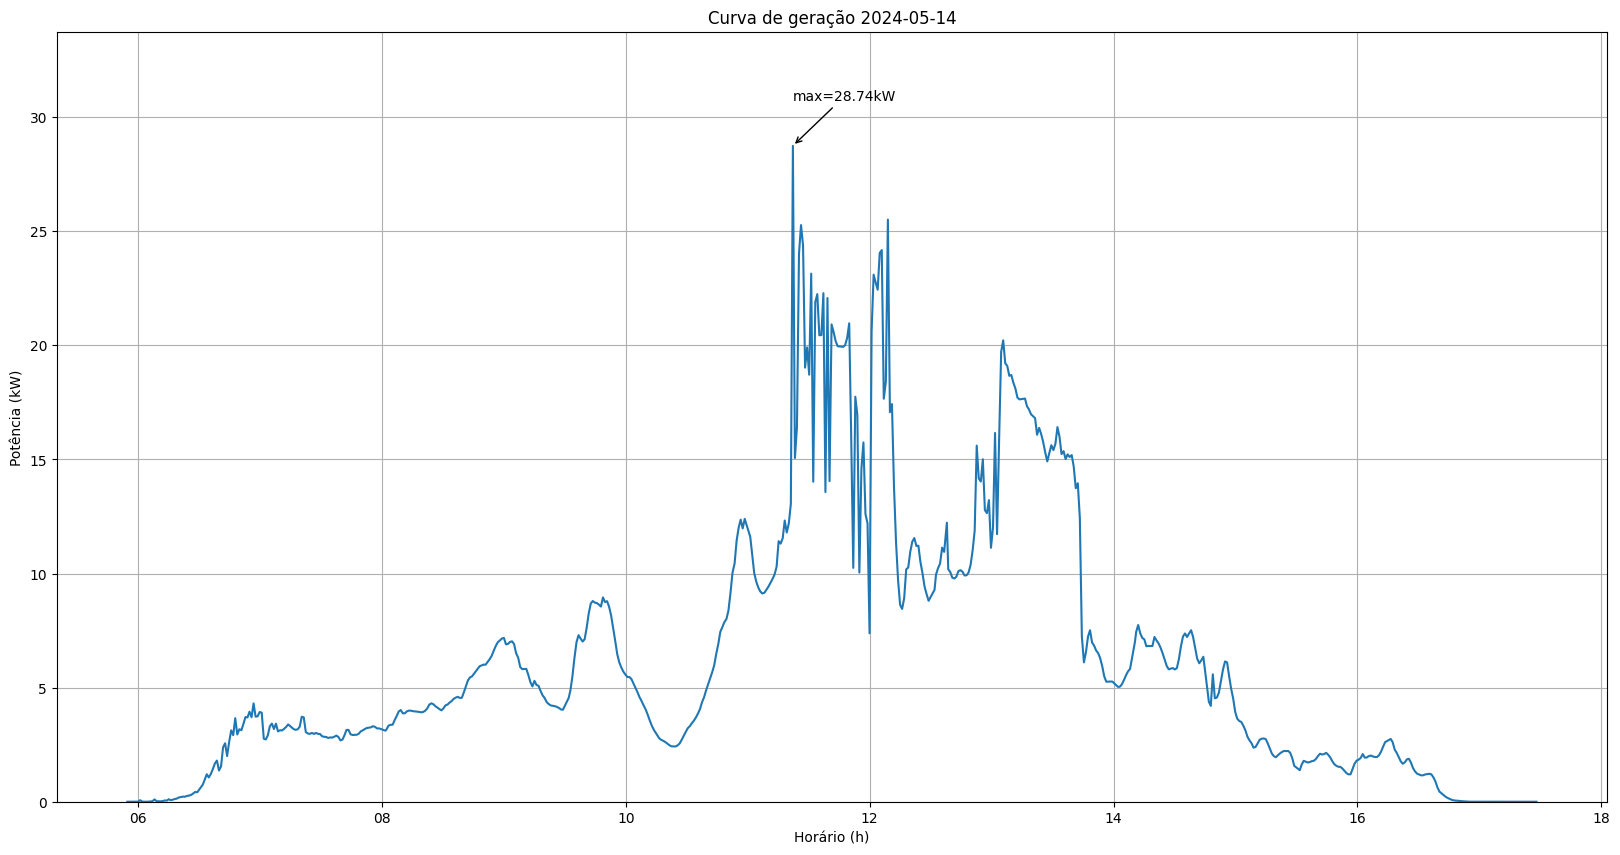 Curva de geração 2024-05-14
max=28.74kW
30
25
20
15
10
5
0
Potência (kW)
06 08 10 12 14 16 18
Horário (h)